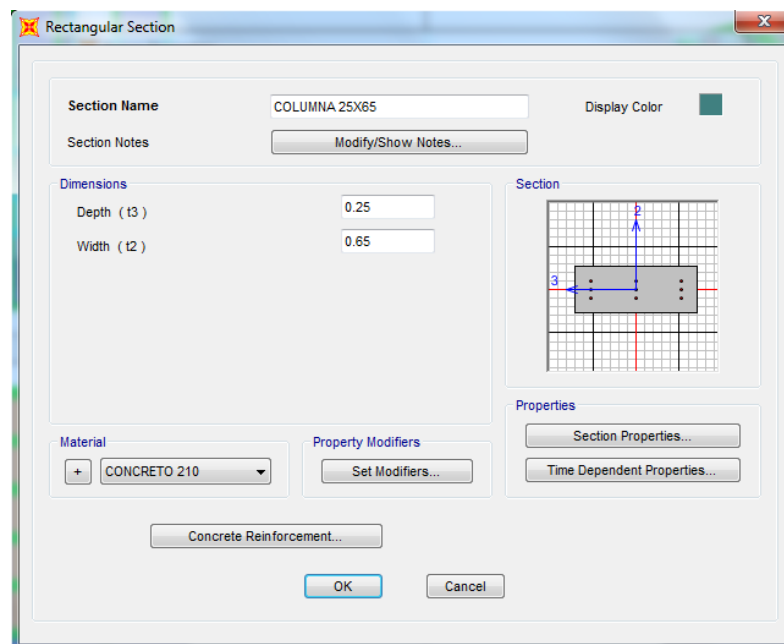 Rectangular Section
X
Section Name COLUMNA 25X65 Display Color
Section Notes Modify/Show Notes...
Dimensions
Depth ( t3 ) 0.25
Width ( t2 ) 0.65
Section
2
3
Properties
Section Properties...
Time Dependent Properties...
Material
+ CONCRETO 210
Property Modifiers
Set Modifiers...
Concrete Reinforcement...
OK Cancel